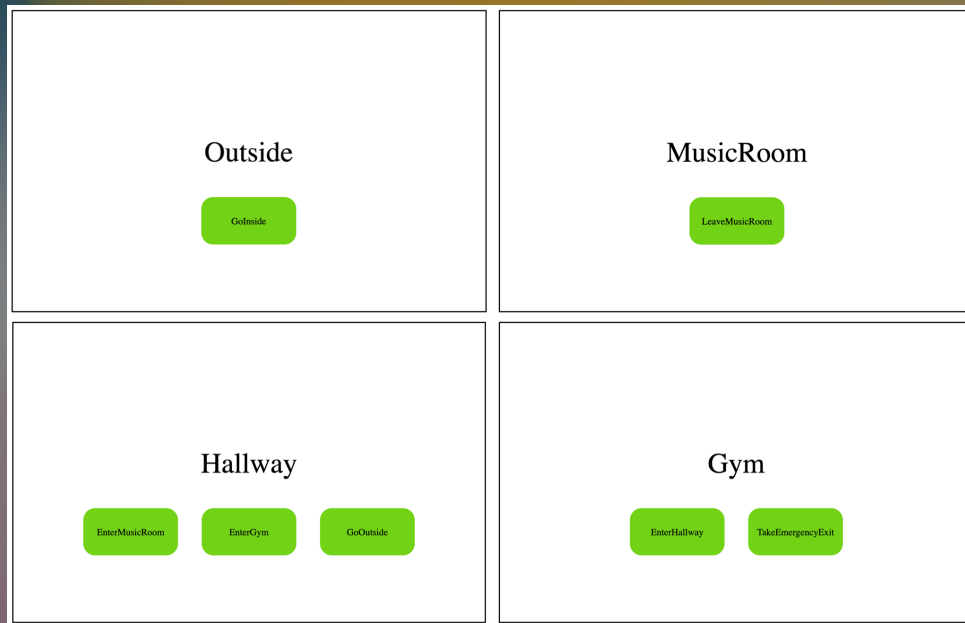 Outside
GoInside
MusicRoom
LeaveMusicRoom
Hallway
EnterMusicRoom
EnterGym
GoOutside
Gym
EnterHallway
TakeEmergencyExit